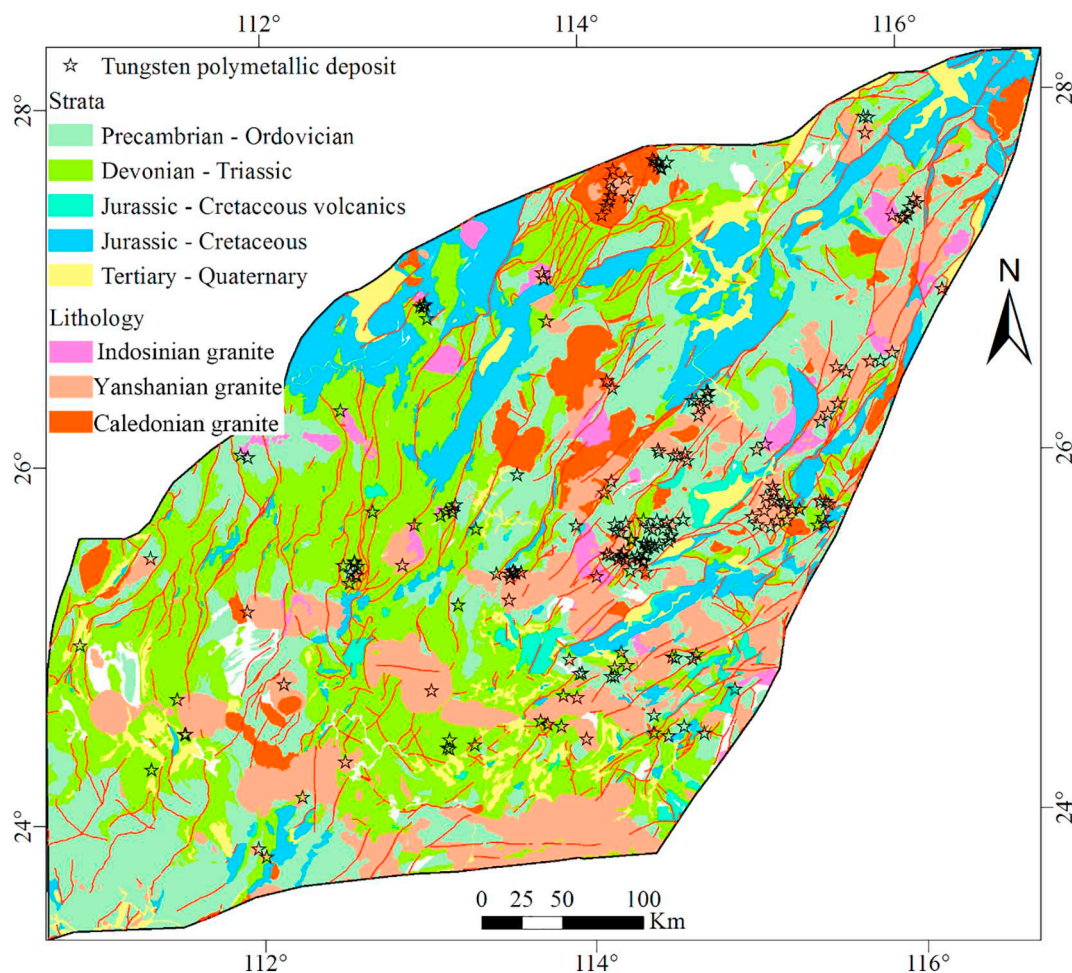 112° 114° 116°
Tungsten polymetallic deposit
Strata
28° 28°
Precambrian - Ordovician
Devonian - Triassic
Jurassic - Cretaceous volcanics
Jurassic - Cretaceous
Tertiary - Quaternary
N
Lithology
Indosinian granite
Yanshanian granite
Caledonian granite
26° 26°
24° 24°
0 25 50 100
Km
112° 114° 116°